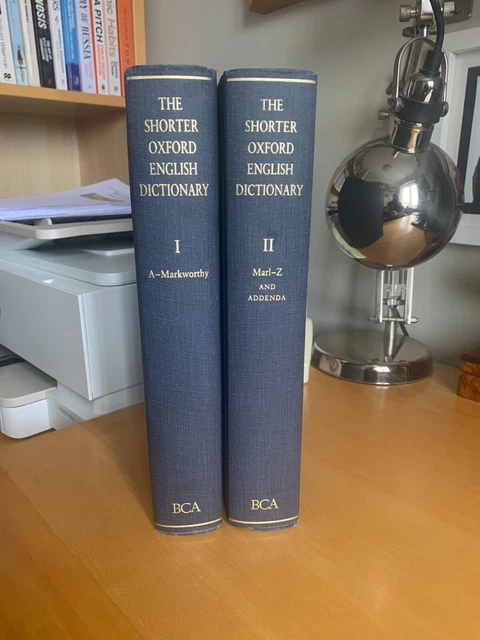 THE
SHORTER
OXFORD
ENGLISH
DICTIONARY
I
A–Markworthy
BCA
THE
SHORTER
OXFORD
ENGLISH
DICTIONARY
II
Marl–Z
AND
ADDENDA
BCA